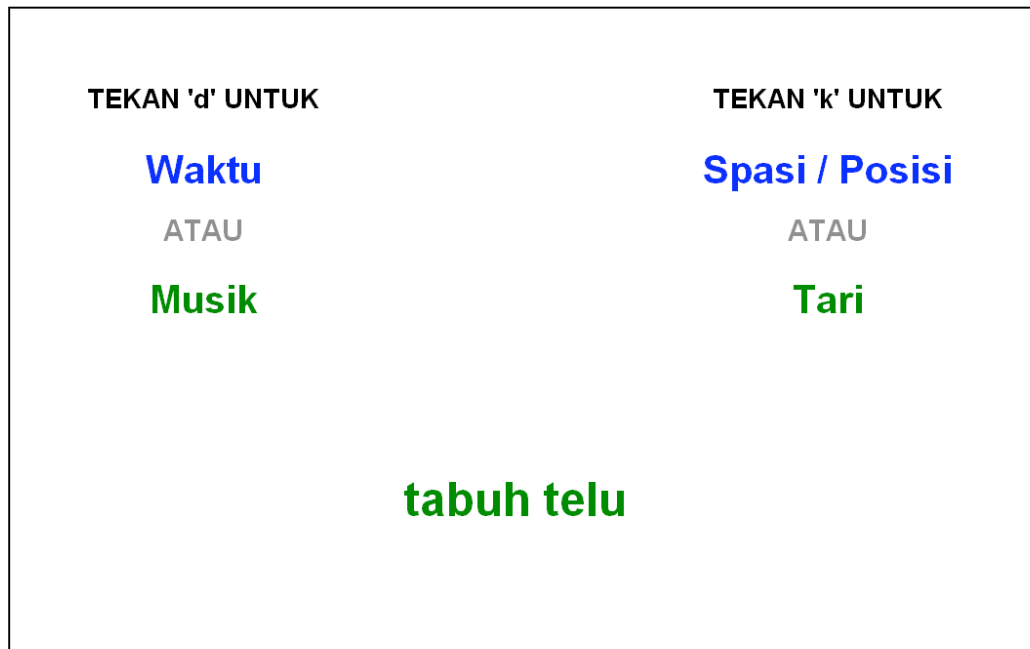 TEKAN 'd' UNTUK
Waktu
ATAU
Musik
TEKAN 'k' UNTUK
Spasi / Posisi
ATAU
Tari
tabuh telu